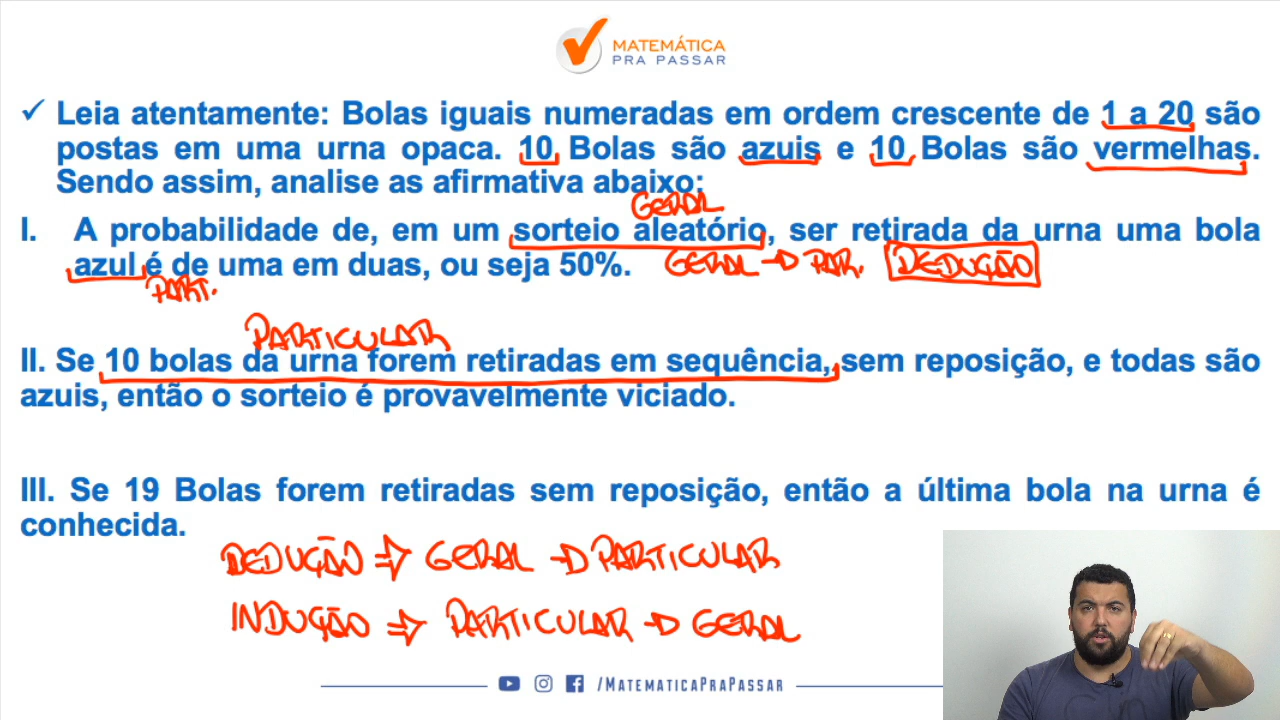 MATEMÁTICA
PRA PASSAR
✓ Leia atentamente: Bolas iguais numeradas em ordem crescente de 1 a 20 são
postas em uma urna opaca. 10 Bolas são azuis e 10 Bolas são vermelhas.
Sendo assim, analise as afirmativa abaixo:
GERAL
I. A probabilidade de, em um sorteio aleatório, ser retirada da urna uma bola
azul é de uma em duas, ou seja 50%. GERAL → PAR. DEDUÇÃO
PART.
PARTICULAR
II. Se 10 bolas da urna forem retiradas em sequência, sem reposição, e todas são
azuis, então o sorteio é provavelmente viciado.
III. Se 19 Bolas forem retiradas sem reposição, então a última bola na urna é
conhecida.
DEDUÇÃO ⇒ GERAL → PARTICULAR
INDUÇÃO ⇒ PARTICULAR → GERAL
/MATEMATICAPRAPASSAR